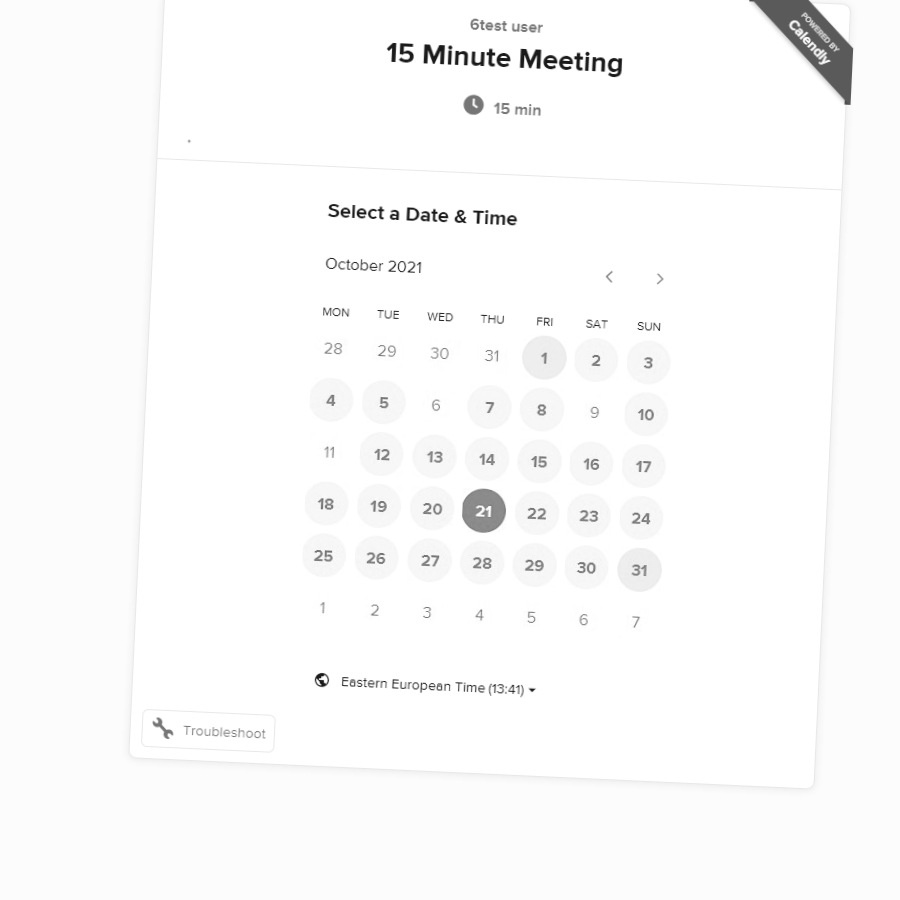 6test user
15 Minute Meeting
15 min
POWERED BY
Calendly
Select a Date & Time
October 2021
MON TUE WED THU FRI SAT SUN
28 29 30 31 1 2 3
4 5 6 7 8 9 10
11 12 13 14 15 16 17
18 19 20 21 22 23 24
25 26 27 28 29 30 31
1 2 3 4 5 6 7
Eastern European Time (13:41)
Troubleshoot